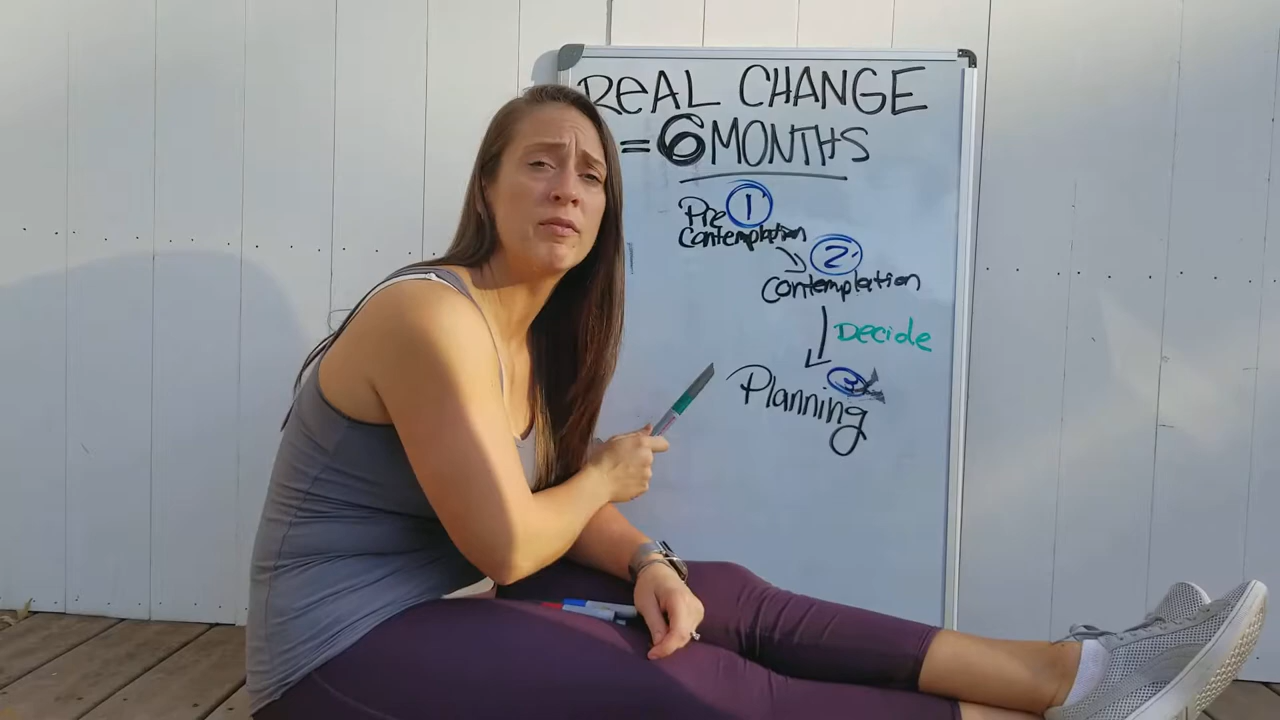 REAL CHANGE
= 6 MONTHS
Pre 1
Contemplation
2
Contemplation
Decide
3
Planning